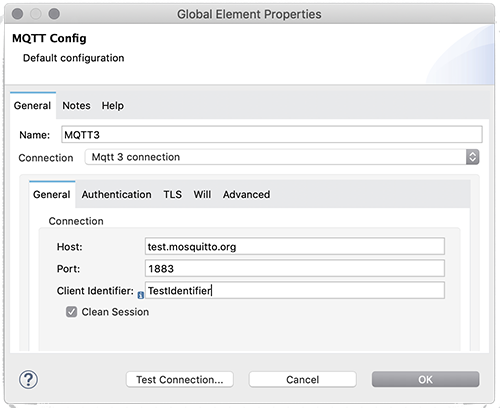 Global Element Properties
MQTT Config
Default configuration
General Notes Help
Name: MQTT3
Connection Mqtt 3 connection
General Authentication TLS Will Advanced
Connection
Host: test.mosquitto.org
Port: 1883
Client Identifier: TestIdentifier
Clean Session
? Test Connection... Cancel OK